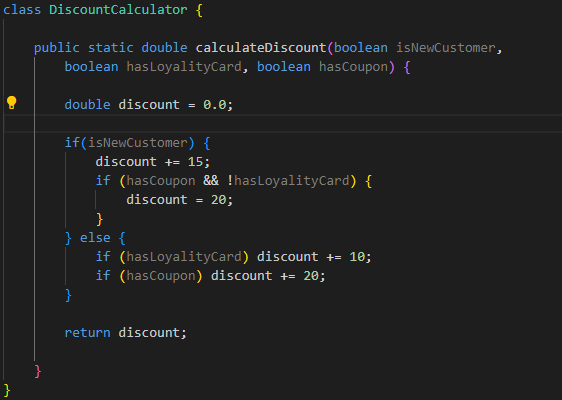 class DiscountCalculator {
public static double calculateDiscount(boolean isNewCustomer,
boolean hasLoyalityCard, boolean hasCoupon) {
double discount = 0.0;
if(isNewCustomer) {
discount += 15;
if (hasCoupon && !hasLoyalityCard) {
discount = 20;
}
} else {
if (hasLoyalityCard) discount += 10;
if (hasCoupon) discount += 20;
}
return discount;
}
}